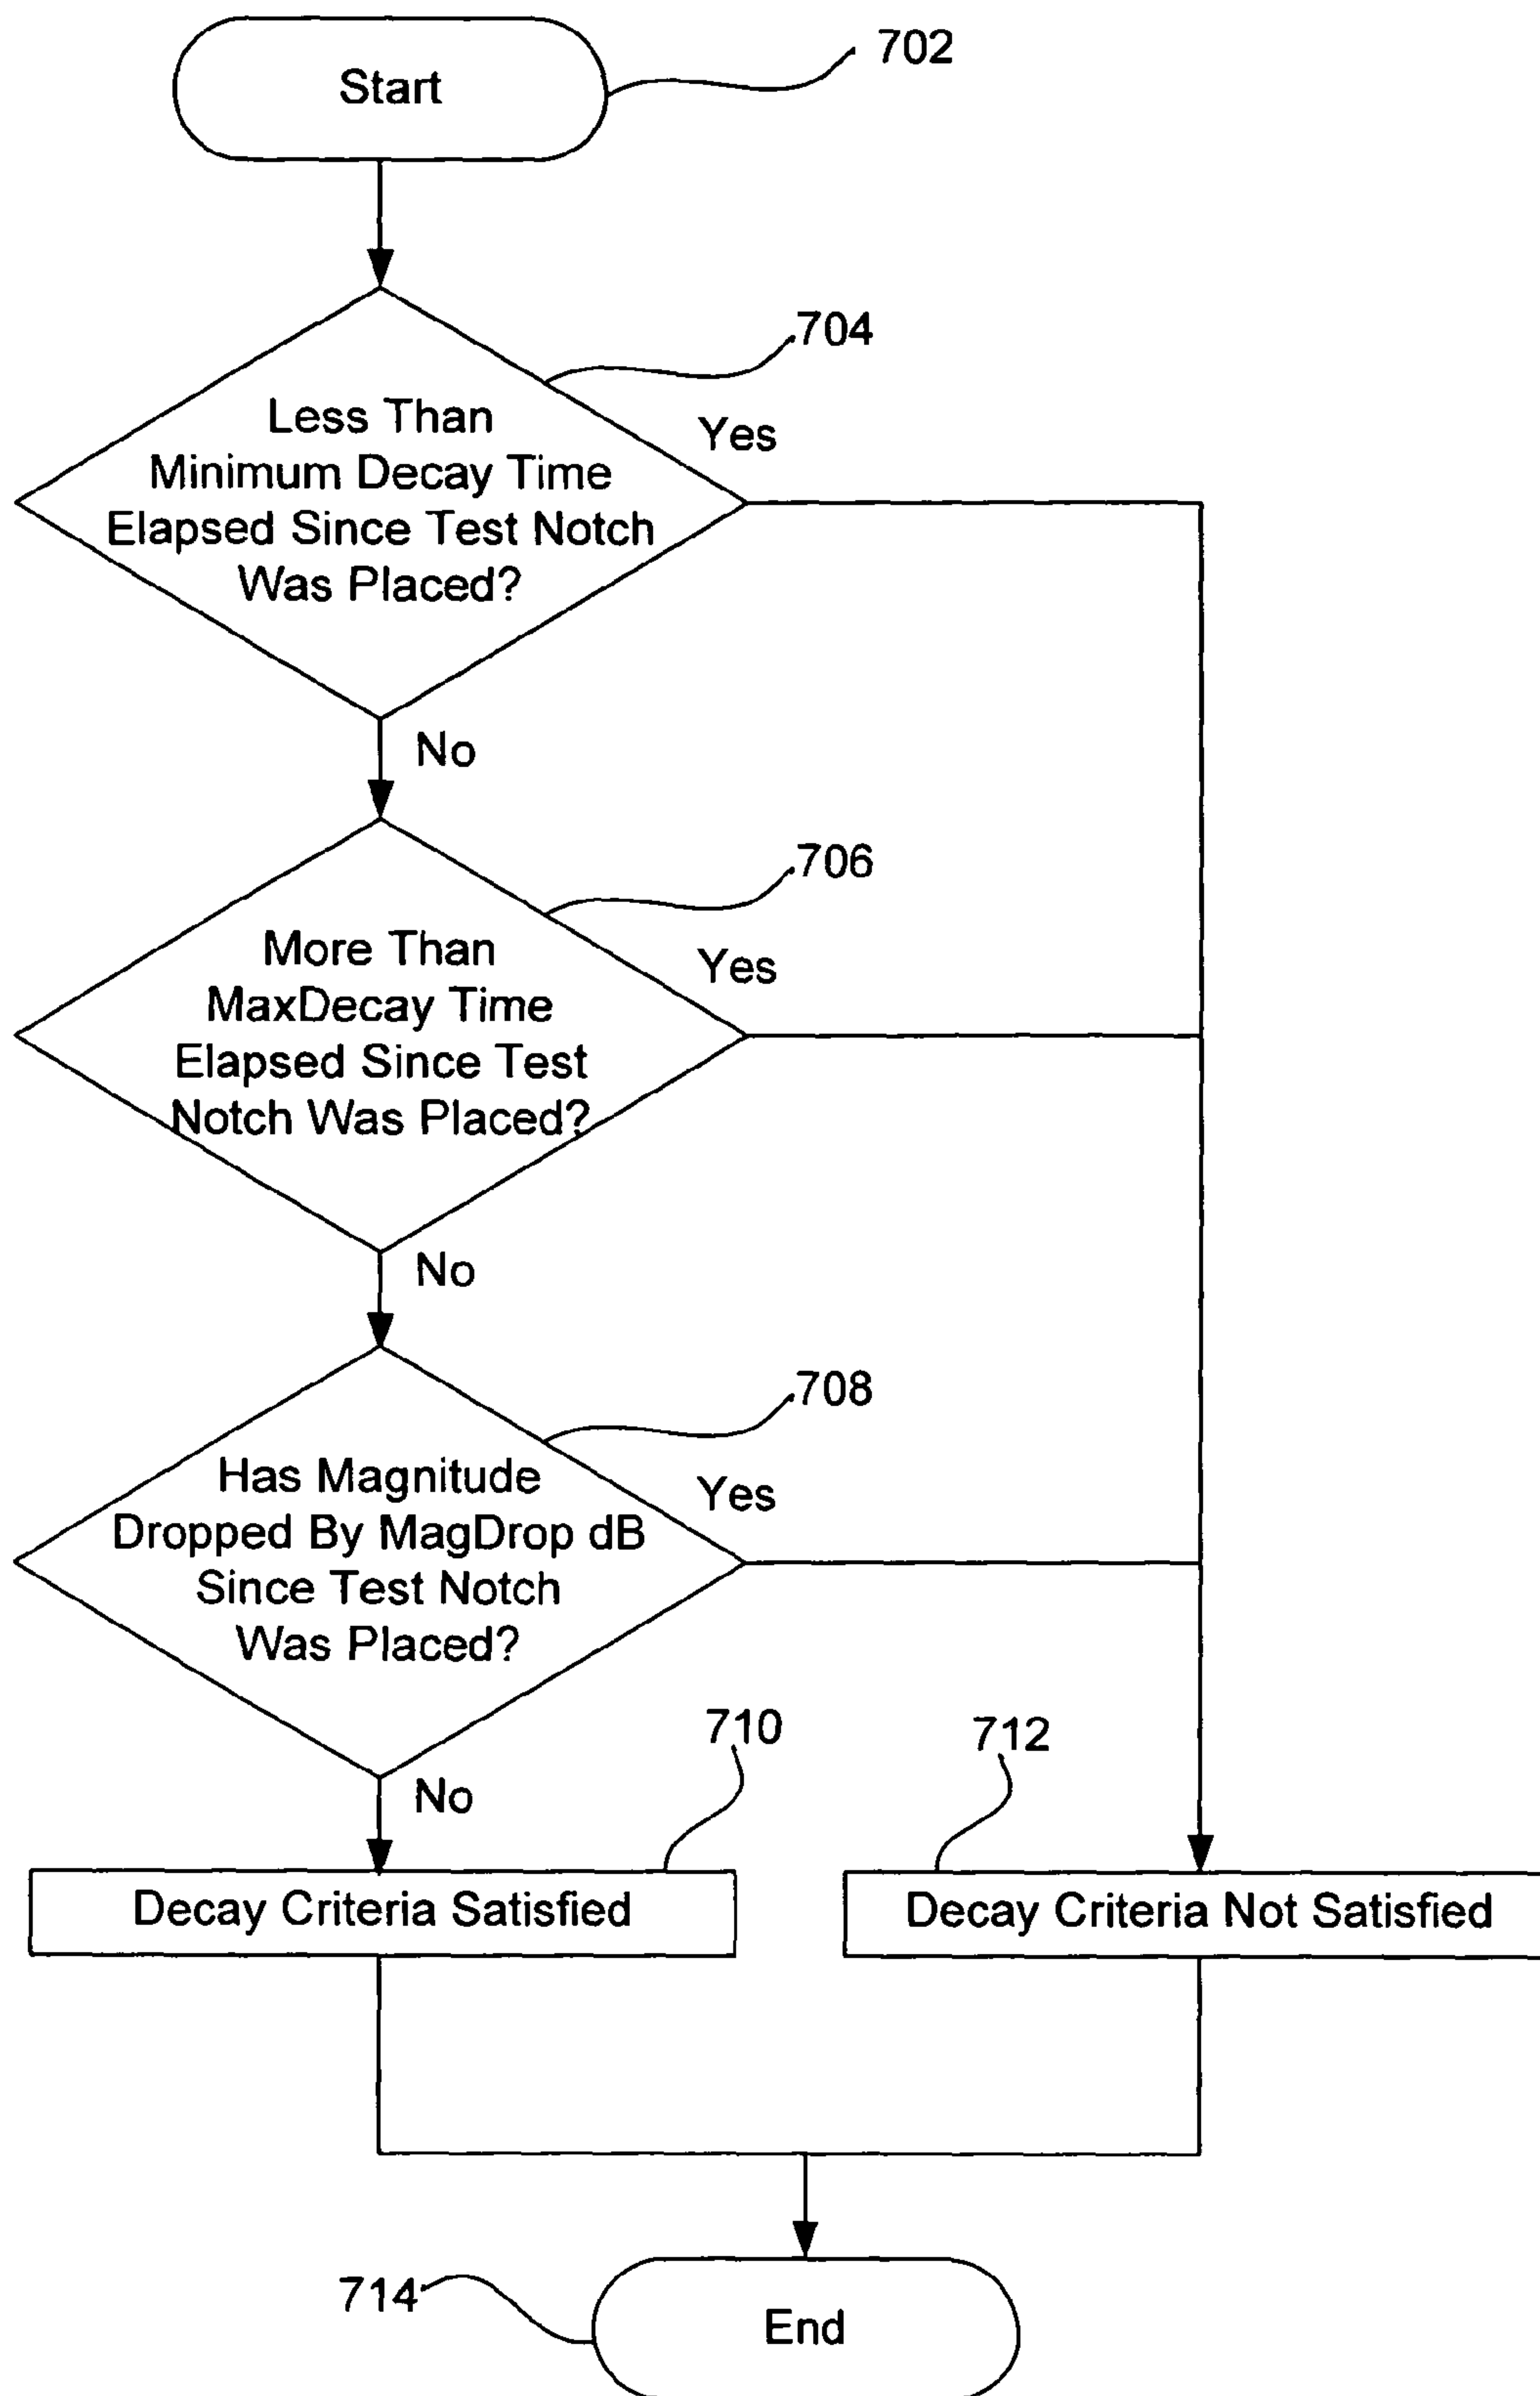 Start
702
704
Less Than
Minimum Decay Time
Elapsed Since Test Notch
Was Placed?
Yes
No
706
More Than
MaxDecay Time
Elapsed Since Test
Notch Was Placed?
Yes
No
708
Has Magnitude
Dropped By MagDrop dB
Since Test Notch
Was Placed?
Yes
No
710
712
Decay Criteria Satisfied
Decay Criteria Not Satisfied
714
End